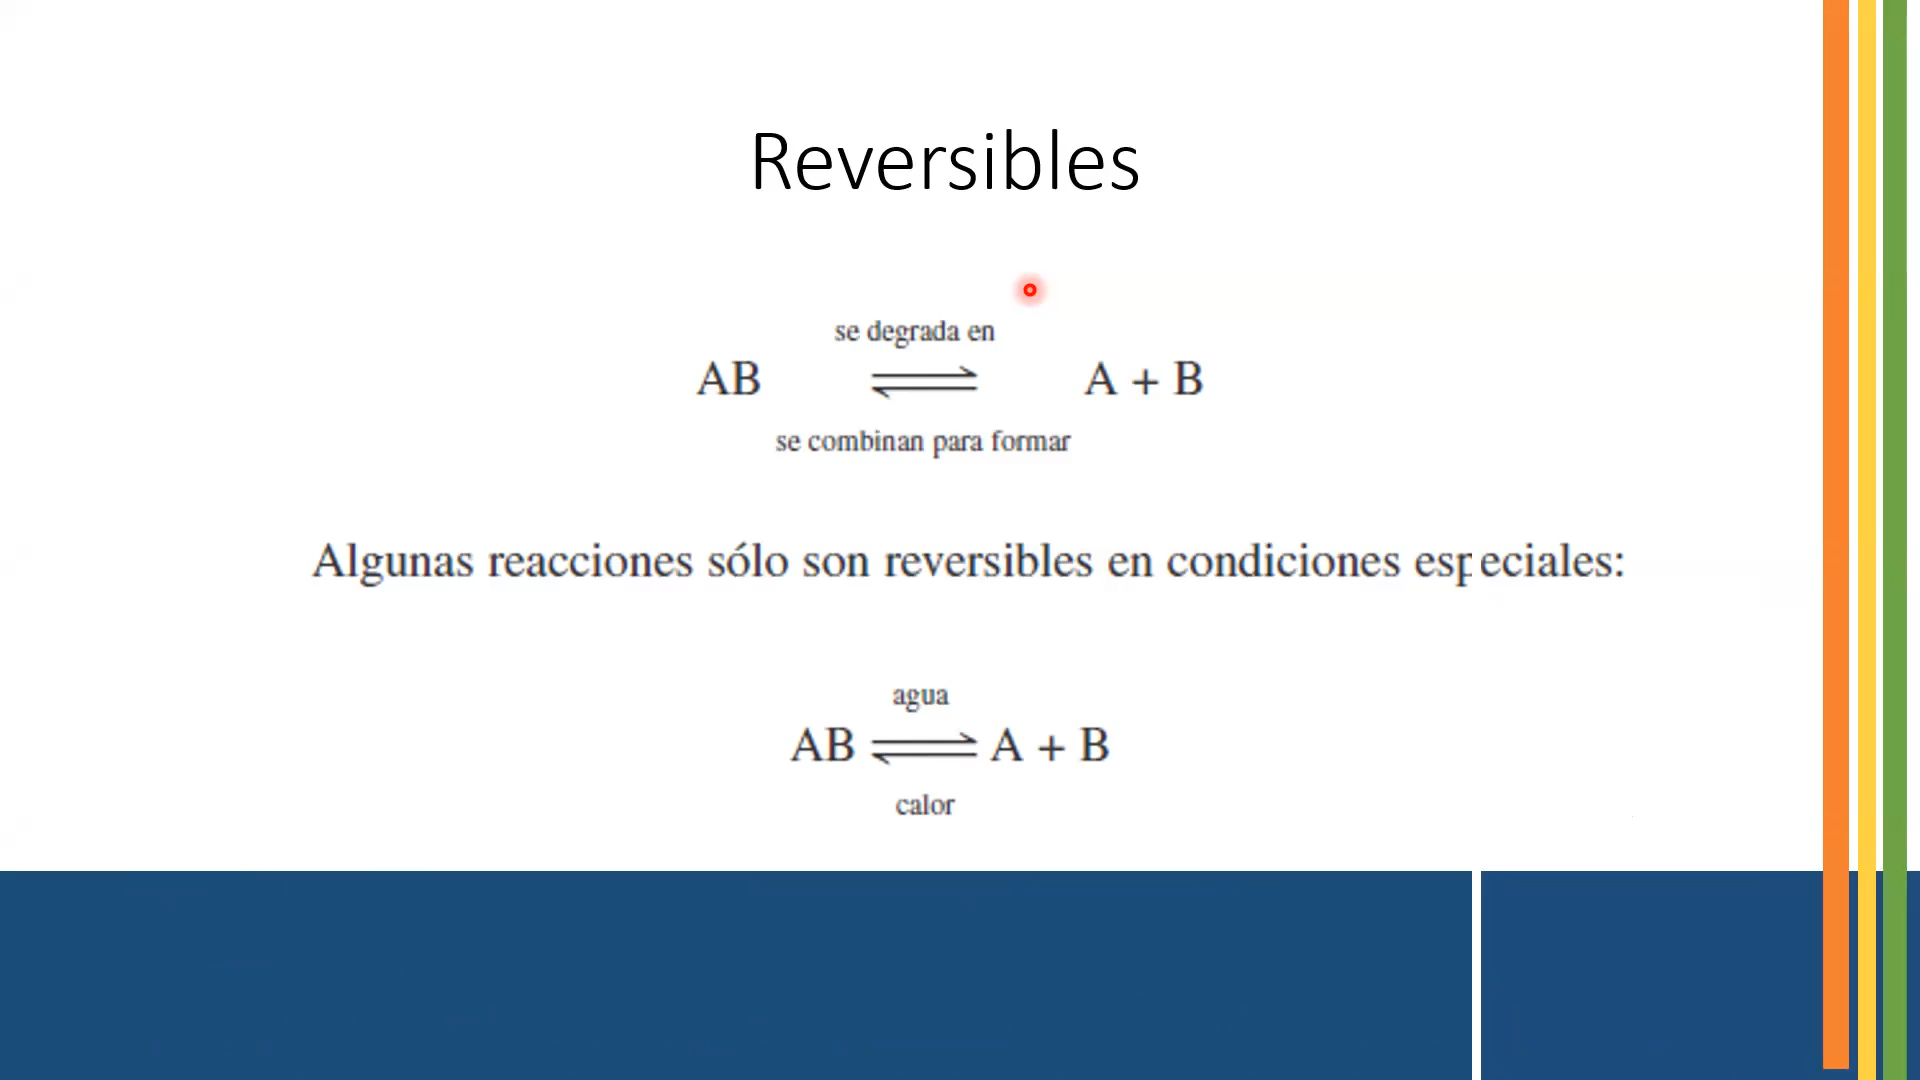 Reversibles
se degrada en
AB ⇌ A + B
se combinan para formar
Algunas reacciones sólo son reversibles en condiciones especiales:
agua
AB ⇌ A + B
calor